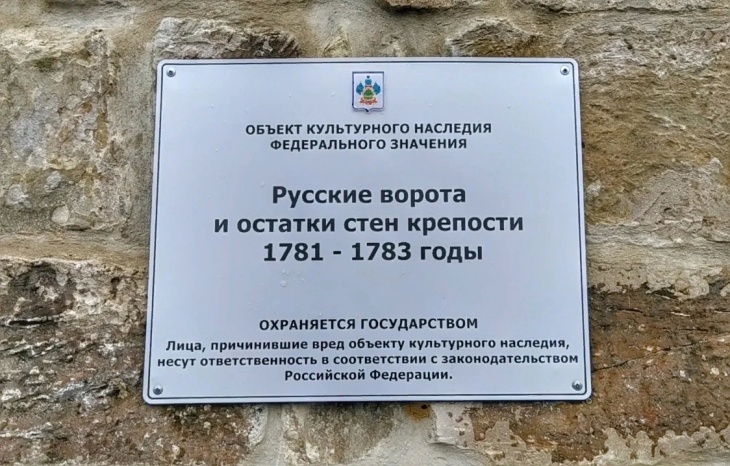 ОБЪЕКТ КУЛЬТУРНОГО НАСЛЕДИЯ
ФЕДЕРАЛЬНОГО ЗНАЧЕНИЯ
Русские ворота
и остатки стен крепости
1781 - 1783 годы
ОХРАНЯЕТСЯ ГОСУДАРСТВОМ
Лица, причинившие вред объекту культурного наследия,
несут ответственность в соответствии с законодательством
Российской Федерации.